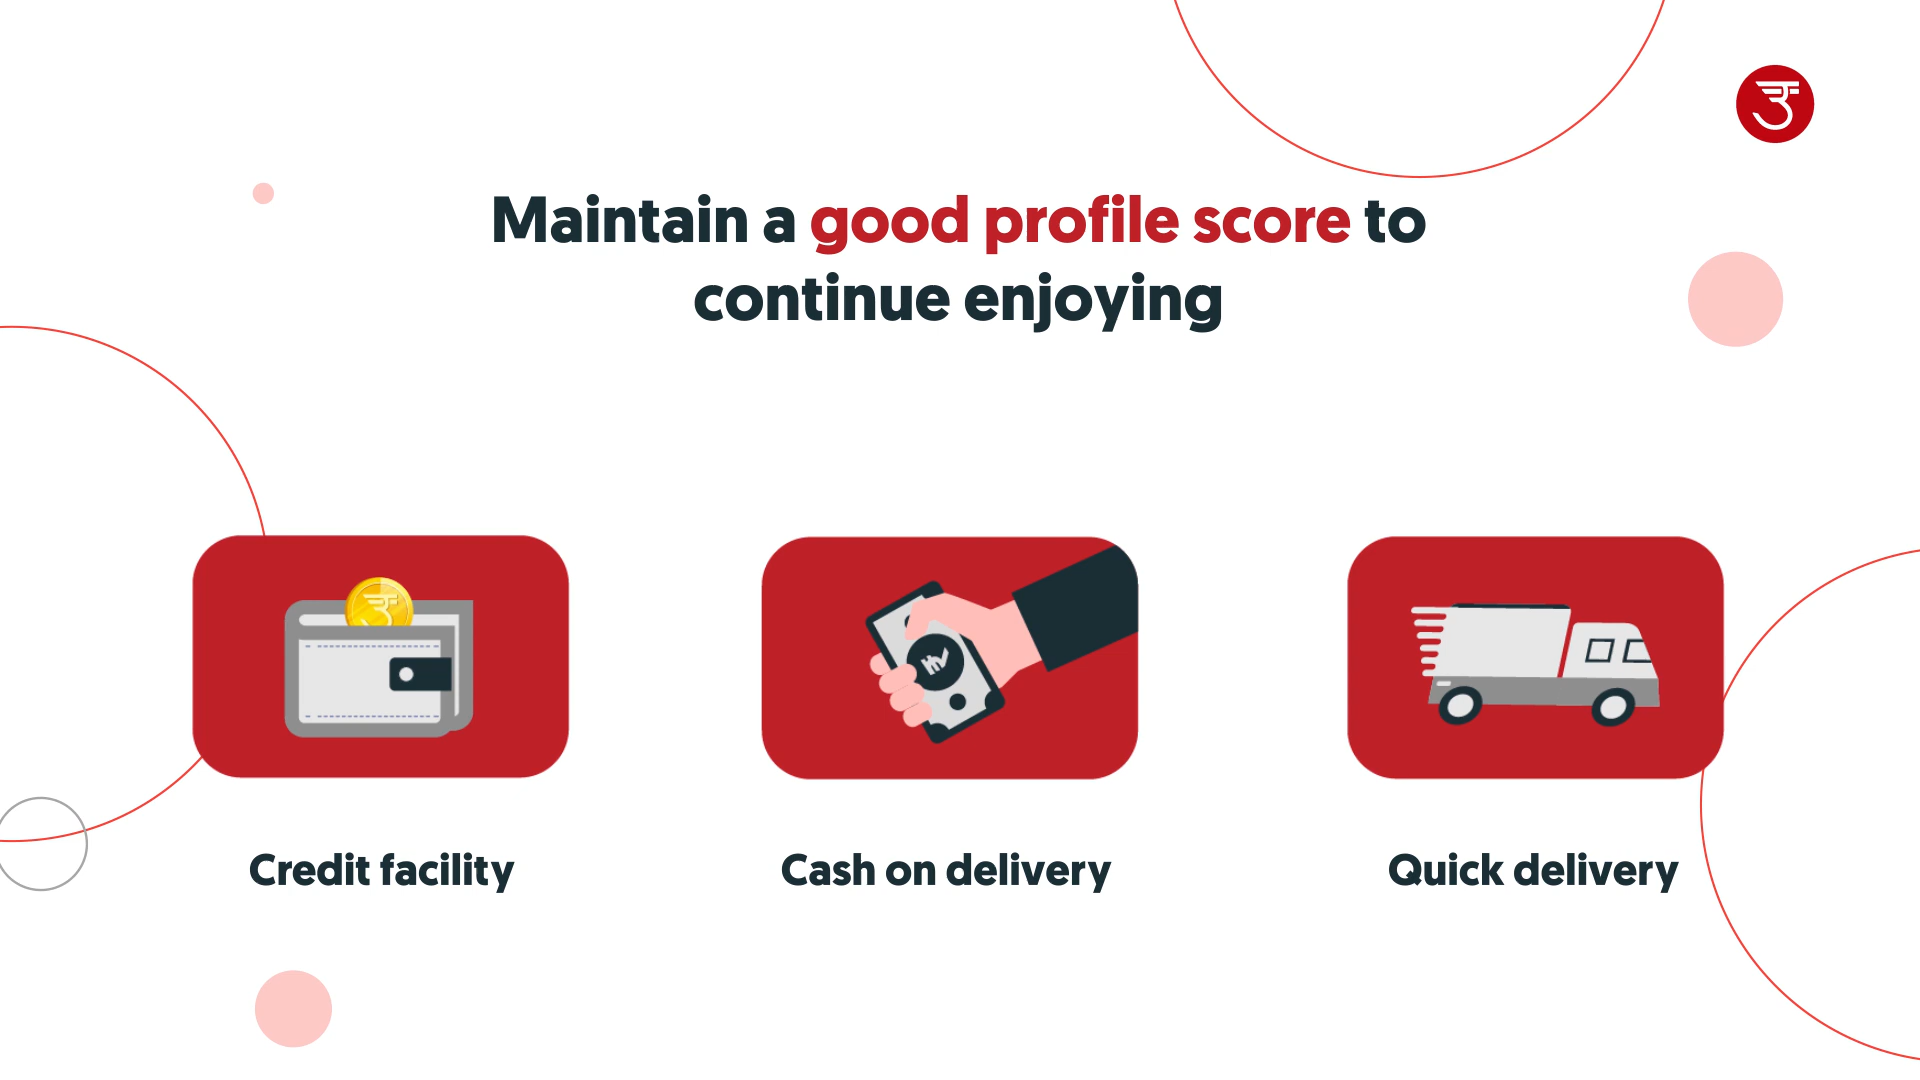 Maintain a good profile score to
continue enjoying
Credit facility
Cash on delivery
Quick delivery